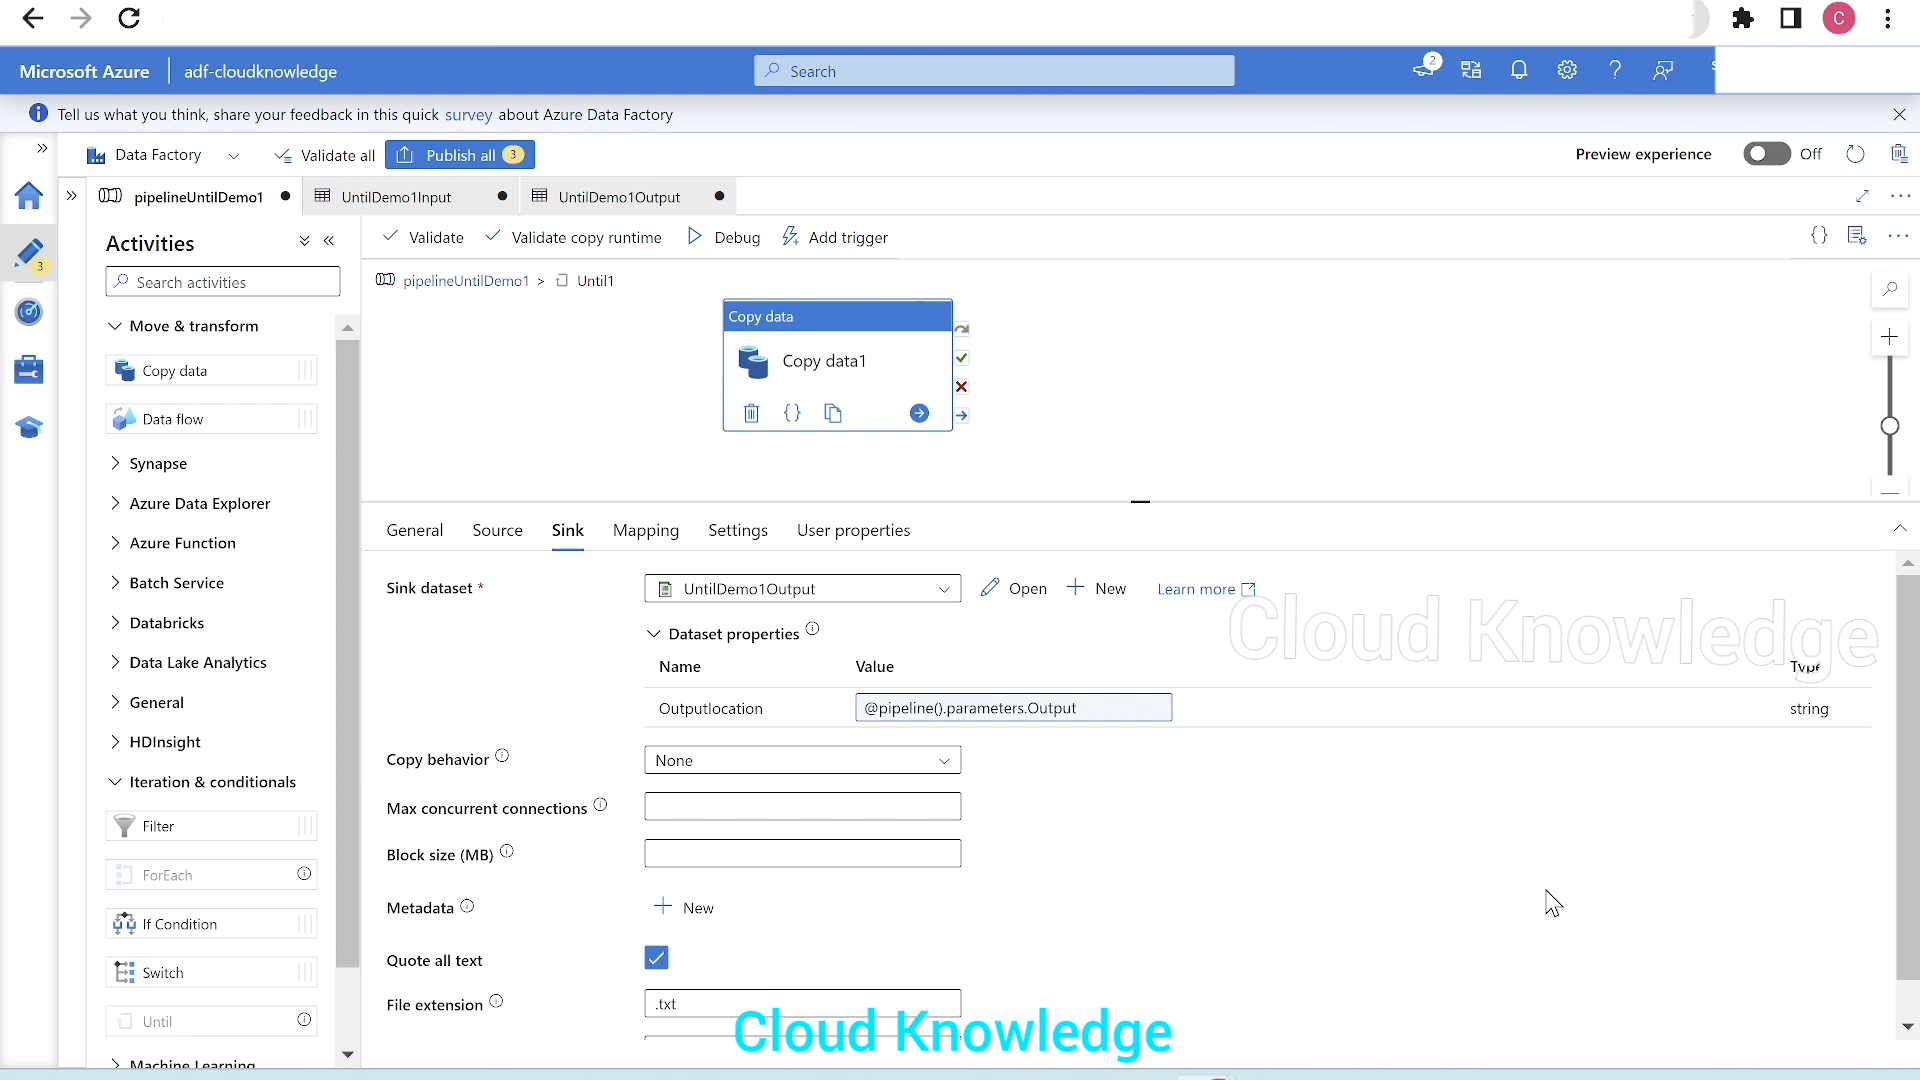 C
Microsoft Azure adf-cloudknowledge Search 2
Tell us what you think, share your feedback in this quick survey about Azure Data Factory
Data Factory Validate all Publish all 3 Preview experience Off
pipelineUntilDemo1 UntilDemo1Input UntilDemo1Output
3
Activities
Search activities
Move & transform
Copy data
Data flow
Synapse
Azure Data Explorer
Azure Function
Batch Service
Databricks
Data Lake Analytics
General
HDInsight
Iteration & conditionals
Filter
ForEach
If Condition
Switch
Until
Machine Learning
Validate Validate copy runtime Debug Add trigger
pipelineUntilDemo1 > Until1
Copy data
Copy data1
General Source Sink Mapping Settings User properties
Sink dataset * UntilDemo1Output Open New Learn more
Cloud Knowledge
Dataset properties
Name Value Type
Outputlocation @pipeline().parameters.Output string
Copy behavior None
Max concurrent connections
Block size (MB)
Metadata New
Quote all text
File extension .txt
Cloud Knowledge